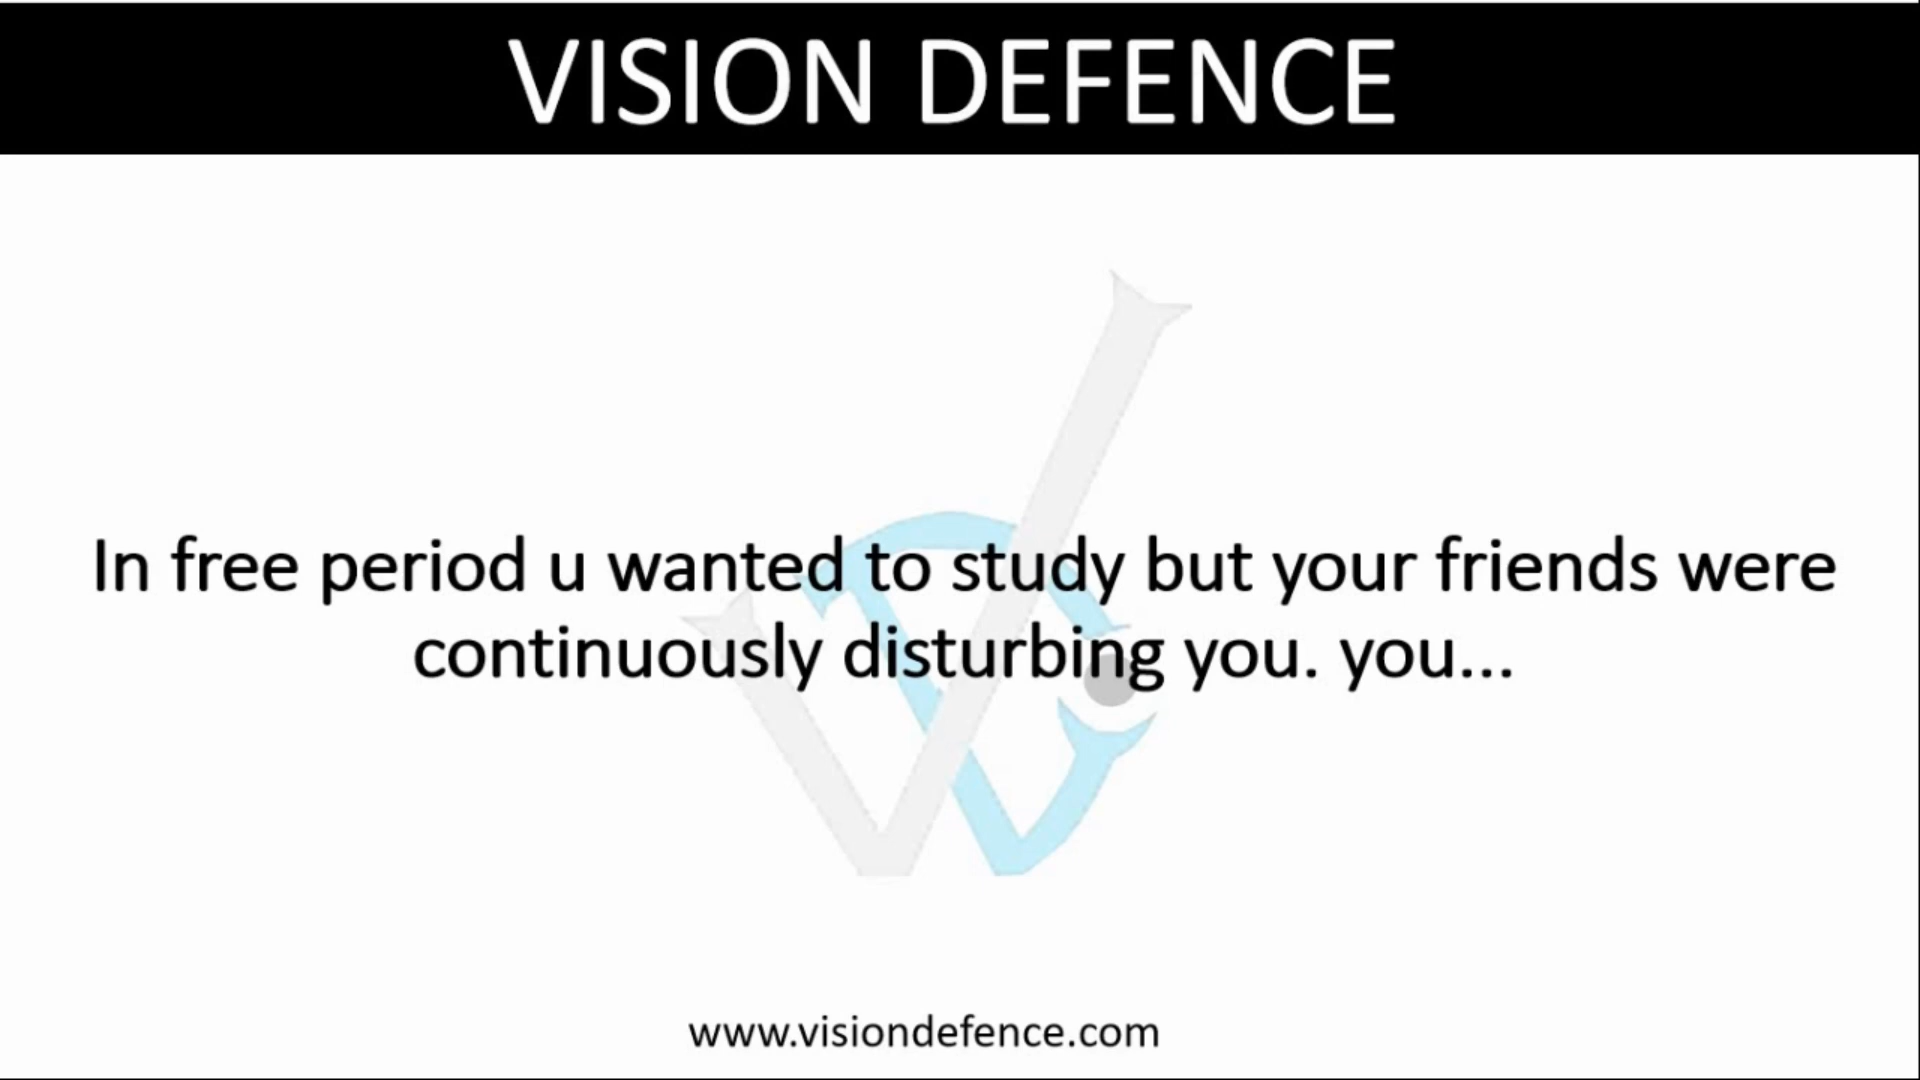 VISION DEFENCE
In free period u wanted to study but your friends were
continuously disturbing you. you...
www.visiondefence.com